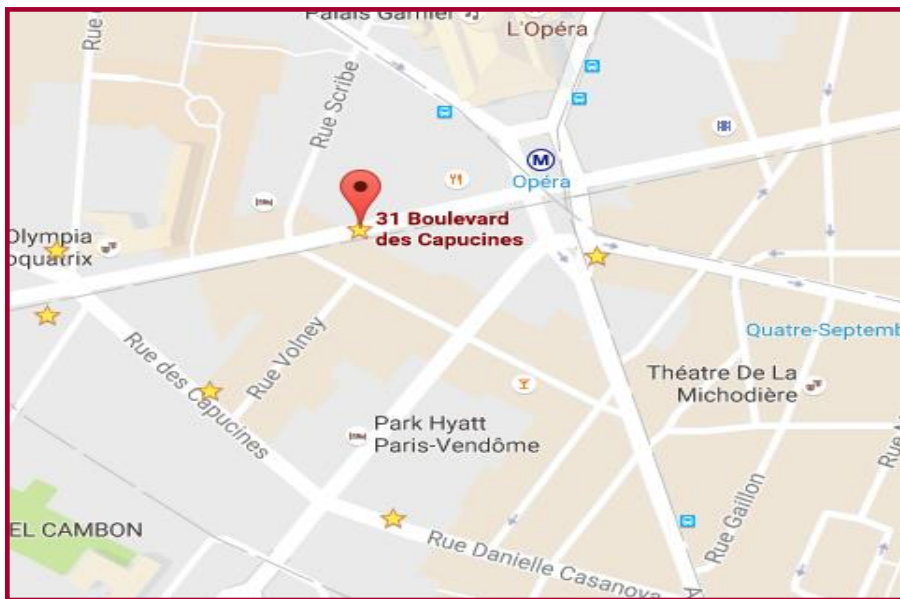 Palais Garnier
L'Opéra
Rue
Rue Scribe
M
Opéra
31 Boulevard
des Capucines
Olympia
oquatrix
Rue Volney
Rue des Capucines
Quatre-Septemb
Théatre De La
Michodière
Park Hyatt
Paris-Vendôme
EL CAMBON
Rue Gaillon
Rue
Rue Danielle Casanova